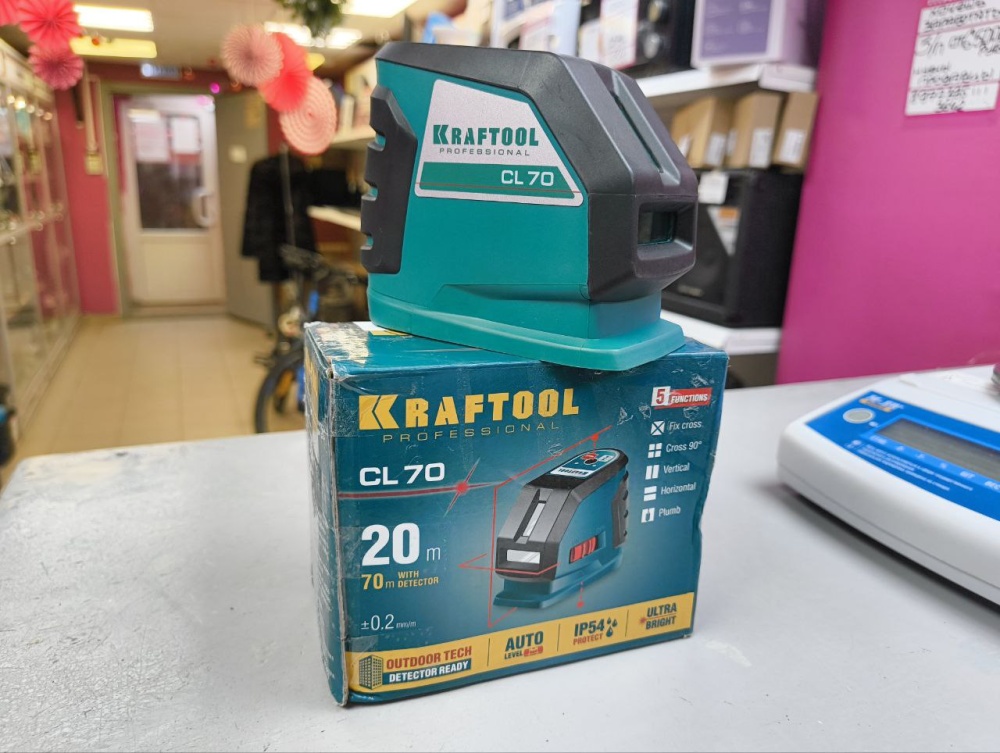 KRAFTOOL
PROFESSIONAL
CL 70
KRAFTOOL
PROFESSIONAL
5 FUNCTIONS
Fix cross
Cross 90°
Vertical
Horizontal
Plumb
CL 70
20 m
70 m WITH DETECTOR
±0.2 mm/m
OUTDOOR TECH
DETECTOR READY
AUTO
LEVEL
IP54
PROTECT
ULTRA
BRIGHT